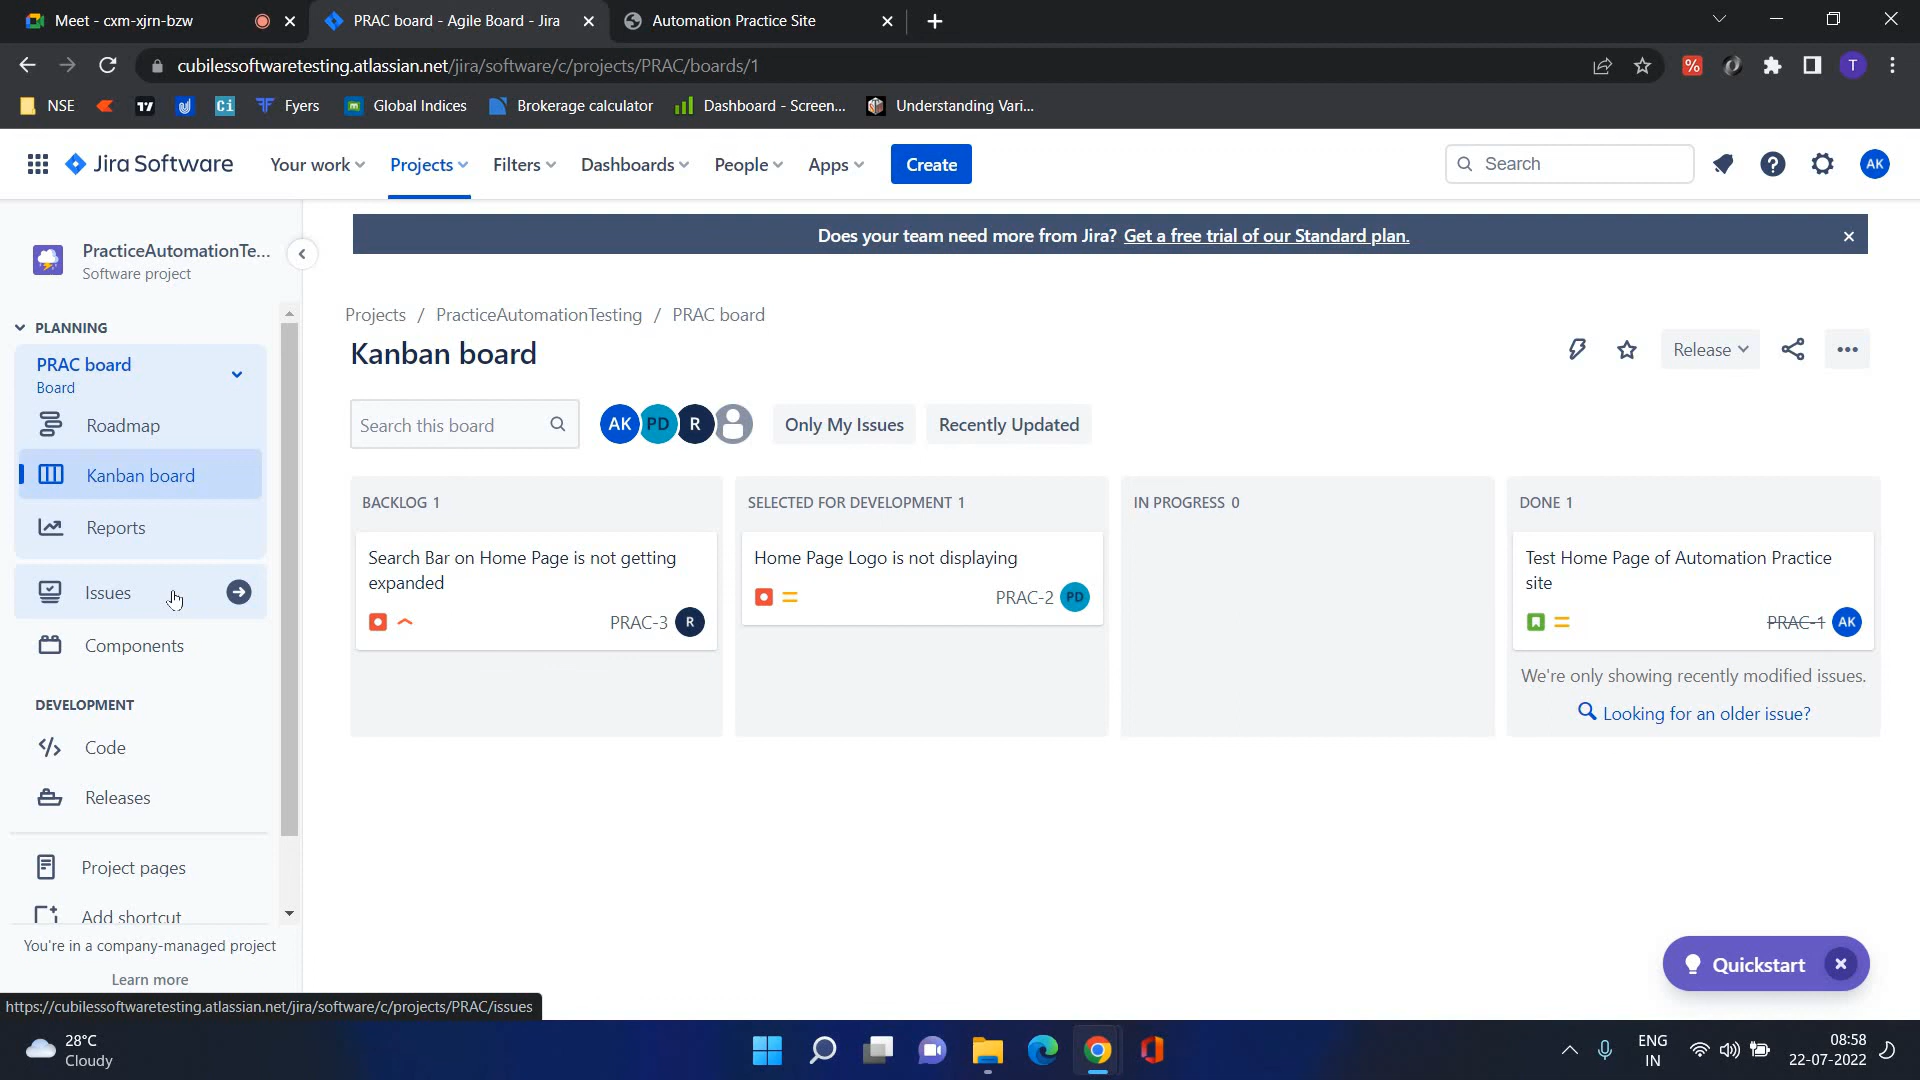 Meet - cxm-xjrn-bzw
PRAC board - Agile Board - Jira
Automation Practice Site
cubilessoftwaretesting.atlassian.net/jira/software/c/projects/PRAC/boards/1
T
NSE
Ci
Fyers
Global Indices
Brokerage calculator
Dashboard - Screen...
Understanding Vari...
Jira Software
Your work
Projects
Filters
Dashboards
People
Apps
Create
Search
AK
PracticeAutomationTe...
Software project
Does your team need more from Jira? Get a free trial of our Standard plan.
PLANNING
PRAC board
Board
Roadmap
Kanban board
Reports
Issues
Components
DEVELOPMENT
Code
Releases
Project pages
Add shortcut
You're in a company-managed project
Learn more
Projects / PracticeAutomationTesting / PRAC board
Kanban board
Release
Search this board
AK PD R
Only My Issues
Recently Updated
BACKLOG 1
Search Bar on Home Page is not getting
expanded
PRAC-3 R
SELECTED FOR DEVELOPMENT 1
Home Page Logo is not displaying
PRAC-2 PD
IN PROGRESS 0
DONE 1
Test Home Page of Automation Practice
site
PRAC-1 AK
We're only showing recently modified issues.
Looking for an older issue?
Quickstart
https://cubilessoftwaretesting.atlassian.net/jira/software/c/projects/PRAC/issues
28°C
Cloudy
ENG
IN
08:58
22-07-2022